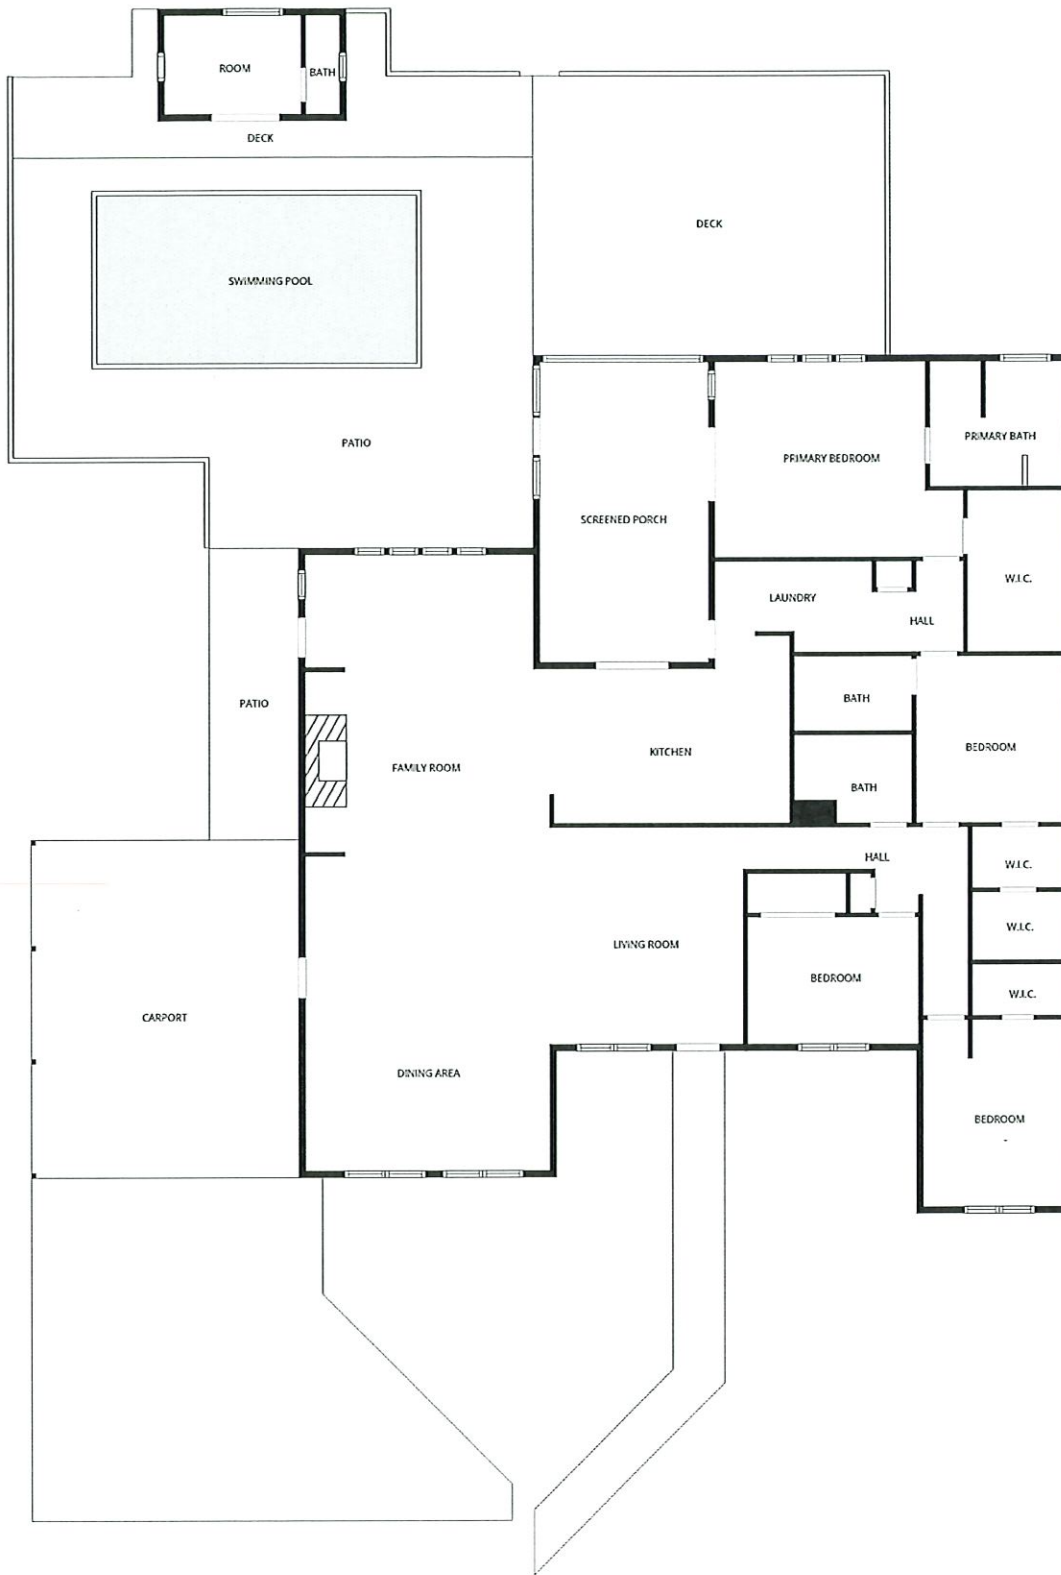 ROOM
BATH
DECK
DECK
SWIMMING POOL
PATIO
PRIMARY BATH
PRIMARY BEDROOM
SCREENED PORCH
W.I.C.
LAUNDRY
HALL
BATH
PATIO
BEDROOM
KITCHEN
FAMILY ROOM
BATH
HALL
W.I.C.
W.I.C.
LIVING ROOM
BEDROOM
W.I.C.
CARPORT
DINING AREA
BEDROOM